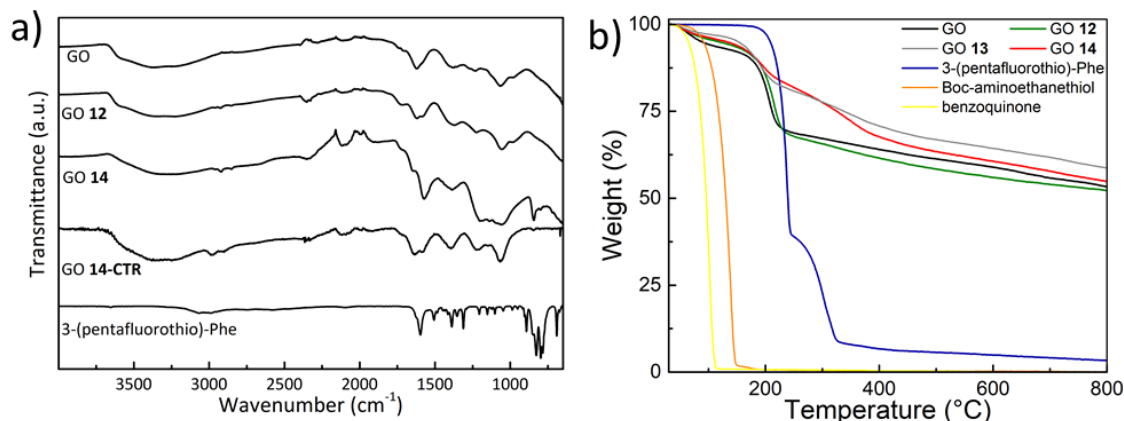 a)
GO
GO 12
GO 14
GO 14-CTR
3-(pentafluorothio)-Phe
Transmittance (a.u.)
3500 3000 2500 2000 1500 1000
Wavenumber (cm⁻¹)
b)
GO GO 12
GO 13 GO 14
3-(pentafluorothio)-Phe
Boc-aminoethanethiol
benzoquinone
Weight (%)
100
75
50
25
0
200 400 600 800
Temperature (°C)